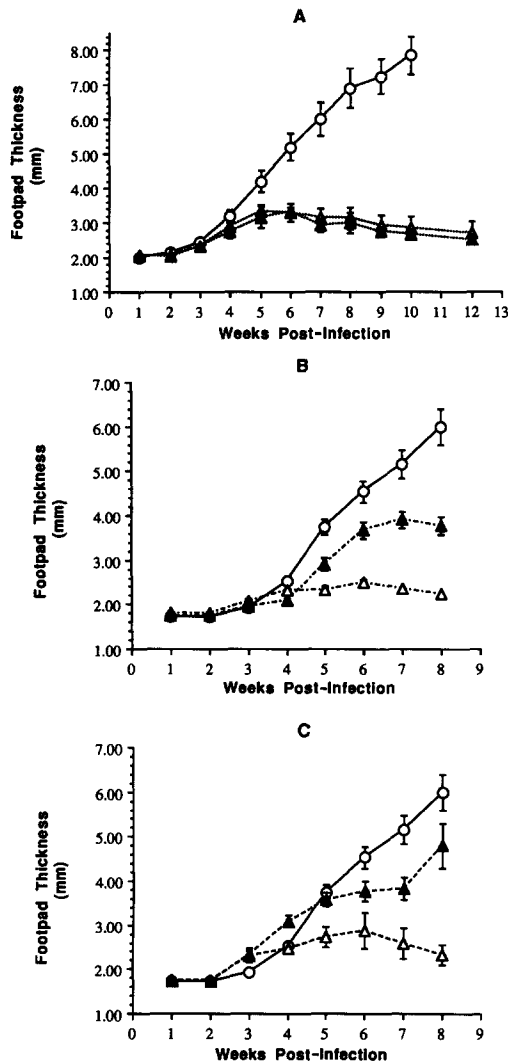 A
Footpad Thickness
(mm)
8.00
7.00
6.00
5.00
4.00
3.00
2.00
1.00
0 1 2 3 4 5 6 7 8 9 10 11 12 13
Weeks Post-Infection
B
Footpad Thickness
(mm)
7.00
6.00
5.00
4.00
3.00
2.00
1.00
0 1 2 3 4 5 6 7 8 9
Weeks Post-Infection
C
Footpad Thickness
(mm)
7.00
6.00
5.00
4.00
3.00
2.00
1.00
0 1 2 3 4 5 6 7 8 9
Weeks Post-Infection